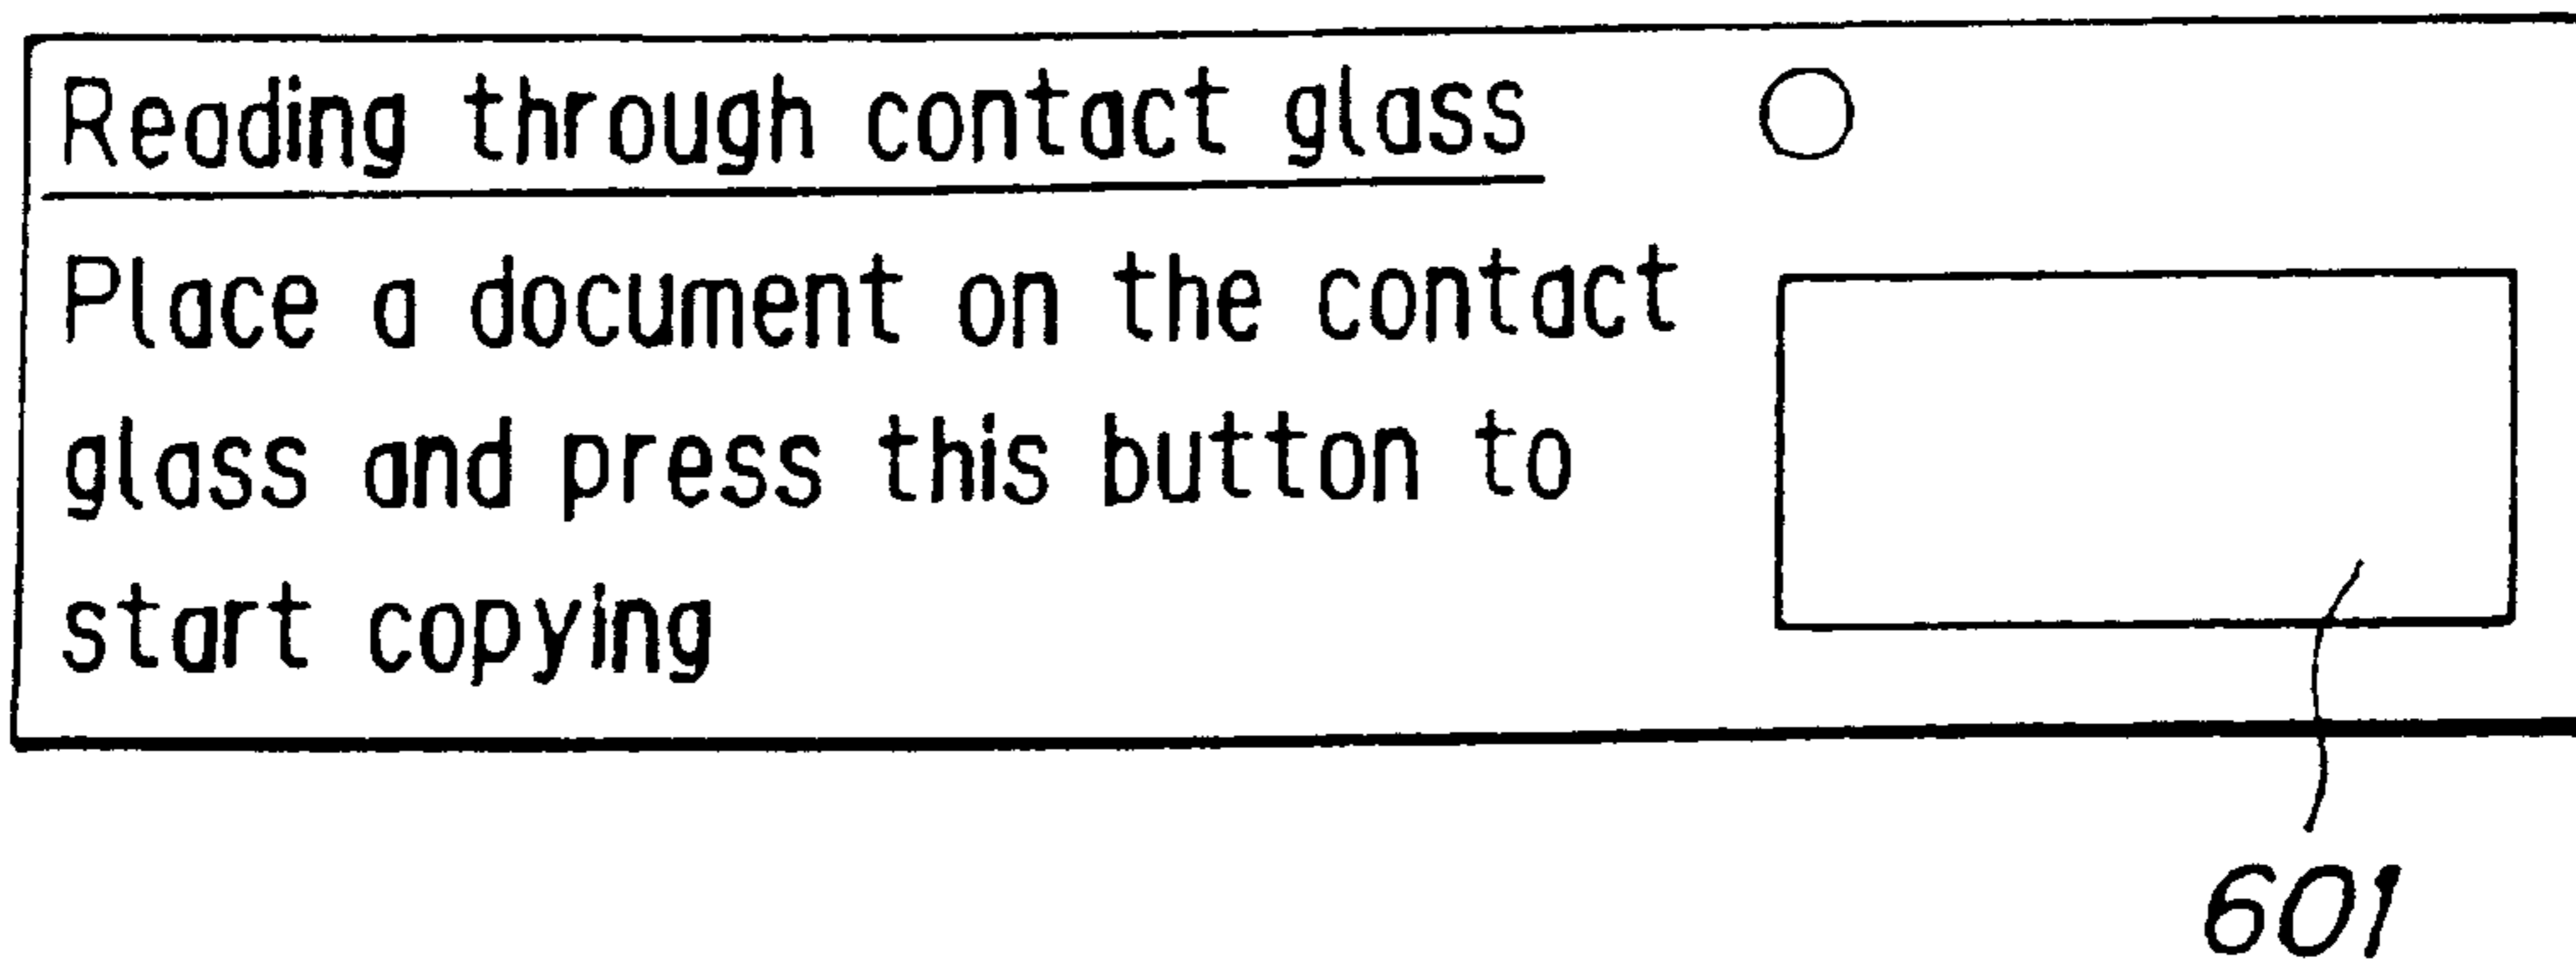 Reading through contact glass
Place a document on the contact
glass and press this button to
start copying
601